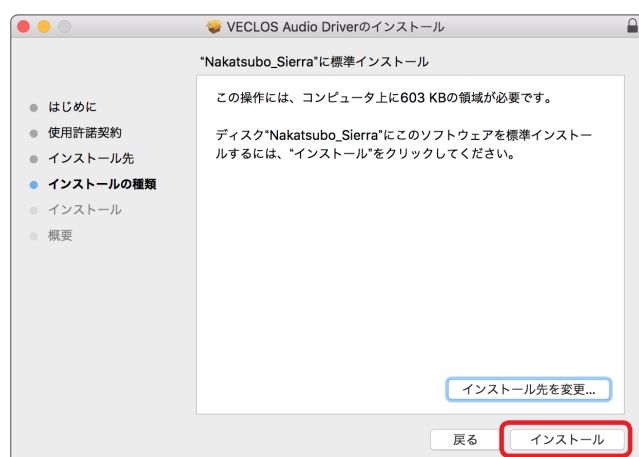 VECLOS Audio Driverのインストール
“Nakatsubo_Sierra”に標準インストール
はじめに
使用許諾契約
インストール先
インストールの種類
インストール
概要
この操作には、コンピュータ上に603 KBの領域が必要です。
ディスク“Nakatsubo_Sierra”にこのソフトウェアを標準インストー
ルするには、“インストール”をクリックしてください。
インストール先を変更...
戻る
インストール